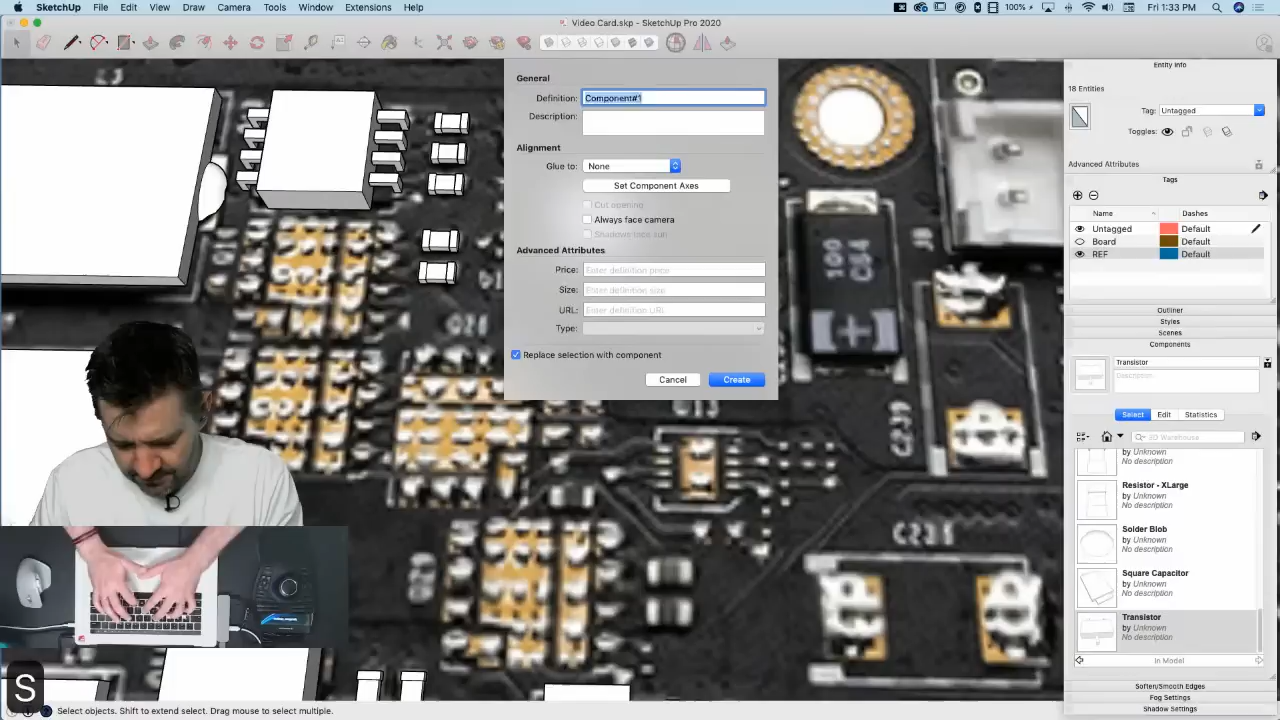 SketchUp File Edit View Draw Camera Tools Window Extensions Help
100% Fri 1:33 PM
Video Card.skp - SketchUp Pro 2020
General
Definition: Component#1
Description:
Alignment
Glue to: None
Set Component Axes
Cut opening
Always face camera
Shadows face sun
Advanced Attributes
Price: Enter definition price
Size: Enter definition size
URL: Enter definition URL
Type:
Replace selection with component
Cancel Create
Entity Info
18 Entities
Tag: Untagged
Toggles:
Advanced Attributes
Tags
Name Dashes
Untagged Default
Board Default
REF Default
Outliner
Styles
Scenes
Components
Transistor
Description
Select Edit Statistics
3D Warehouse
by Unknown
No description
Resistor - XLarge
by Unknown
No description
Solder Blob
by Unknown
No description
Square Capacitor
by Unknown
No description
Transistor
by Unknown
No description
In Model
Soften/Smooth Edges
Fog Settings
Shadow Settings
100
C64
+
C239
S
Select objects. Shift to extend select. Drag mouse to select multiple.